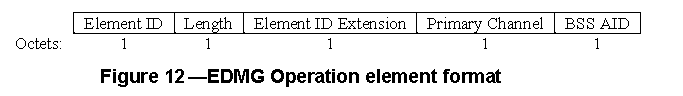 Element ID Length Element ID Extension Primary Channel BSS AID
Octets: 1 1 1 1 1
Figure 12—EDMG Operation element format